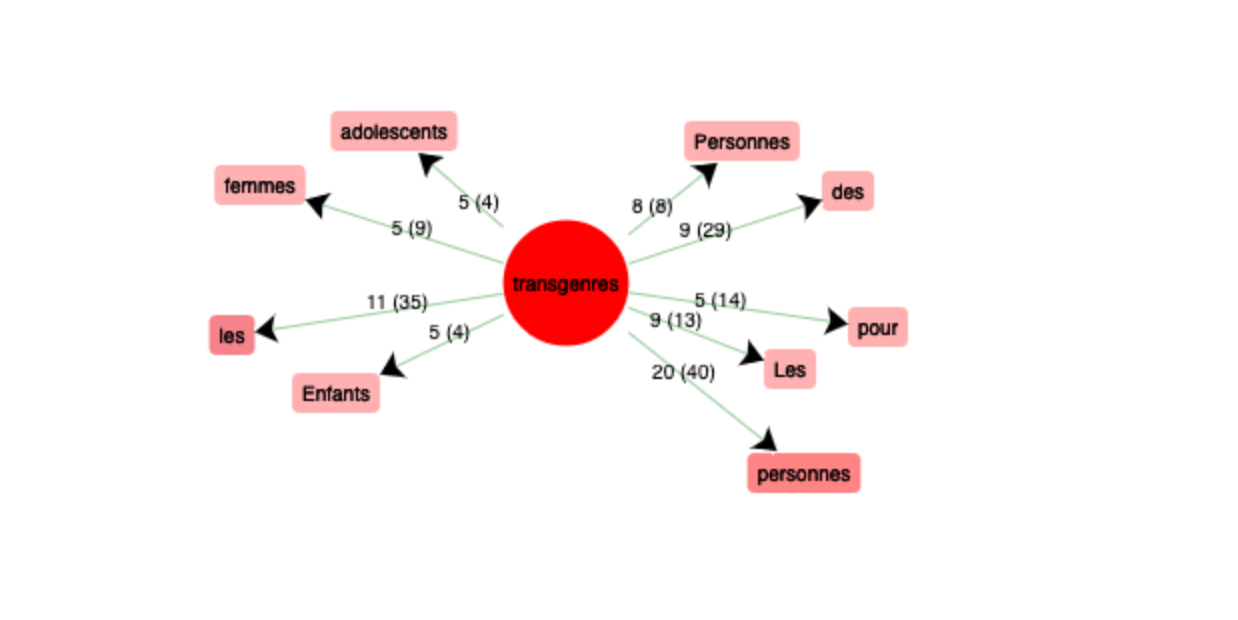 adolescents
Personnes
femmes
des
5 (4)
8 (8)
5 (9)
9 (29)
transgenres
11 (35)
5 (14)
les
5 (4)
9 (13)
pour
Enfants
20 (40)
Les
personnes